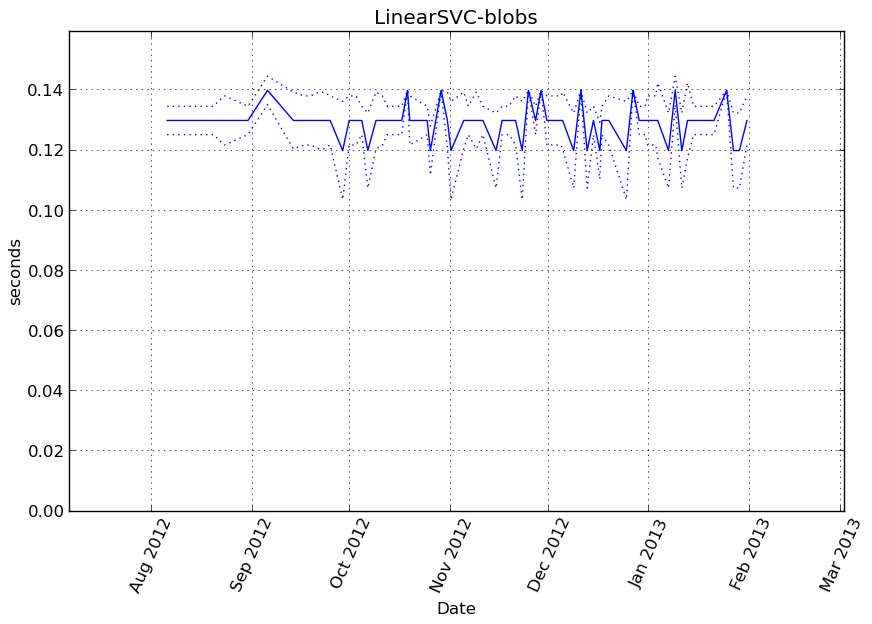 LinearSVC-blobs
0.14
0.12
0.10
0.08
0.06
0.04
0.02
0.00
seconds
Aug 2012
Sep 2012
Oct 2012
Nov 2012
Dec 2012
Jan 2013
Feb 2013
Mar 2013
Date